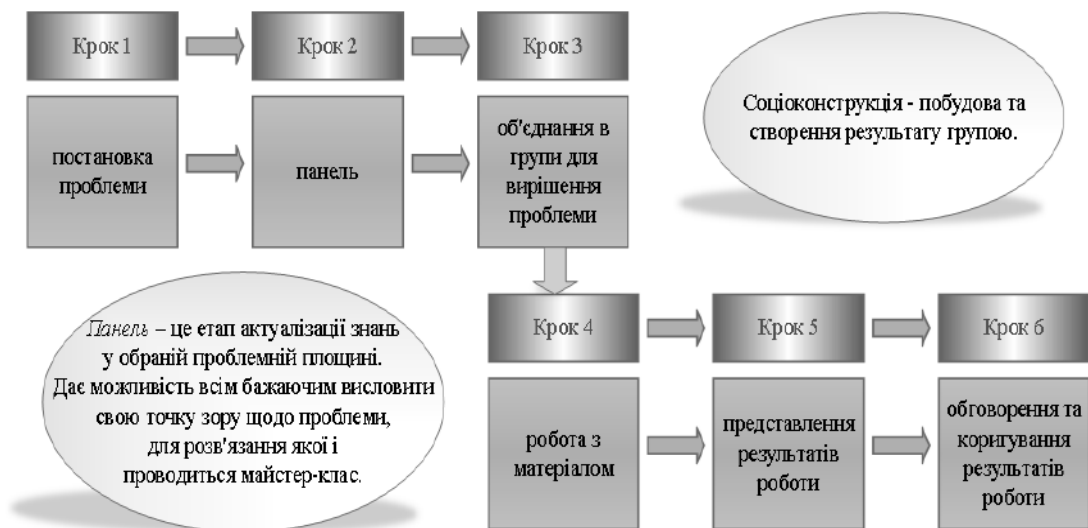 Крок 1
Крок 2
Крок 3
постановка
проблеми
панель
об'єднання в
групи для
вирішення
проблеми
Соціоконструкція - побудова та
створення результату групою.
Панель – це етап актуалізації знань
у обраній проблемній площині.
Дає можливість всім бажаючим висловити
свою точку зору щодо проблеми,
для розв'язання якої і
проводиться майстер-клас.
Крок 4
Крок 5
Крок 6
робота з
матеріалом
представлення
результатів
роботи
обговорення та
коригування
результатів
роботи